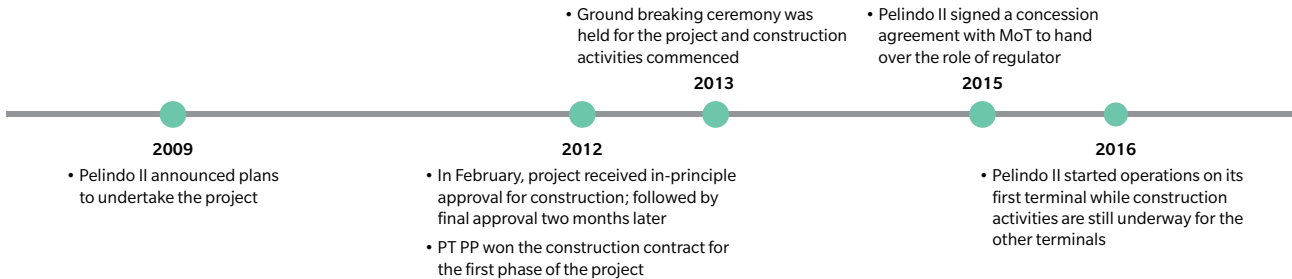 • Ground breaking ceremony was
held for the project and construction
activities commenced
2013
• Pelindo II signed a concession
agreement with MoT to hand
over the role of regulator
2015
2009
• Pelindo II announced plans
to undertake the project
2012
• In February, project received in-principle
approval for construction; followed by
final approval two months later
• PT PP won the construction contract for
the first phase of the project
2016
• Pelindo II started operations on its
first terminal while construction
activities are still underway for the
other terminals